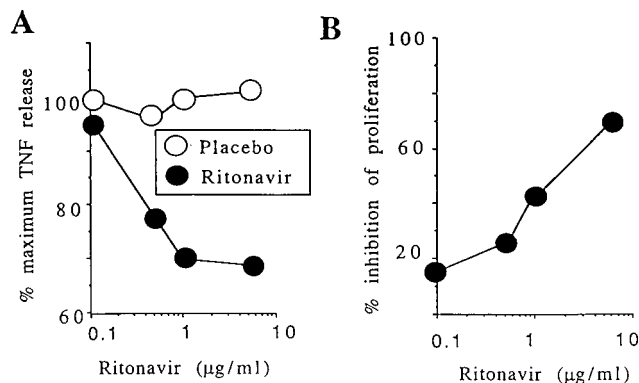 A
% maximum TNF release
100
80
60
0.1 1 10
Ritonavir (µg/ml)
Placebo
Ritonavir
B
% inhibition of proliferation
100
60
20
0.1 1 10
Ritonavir (µg/ml)